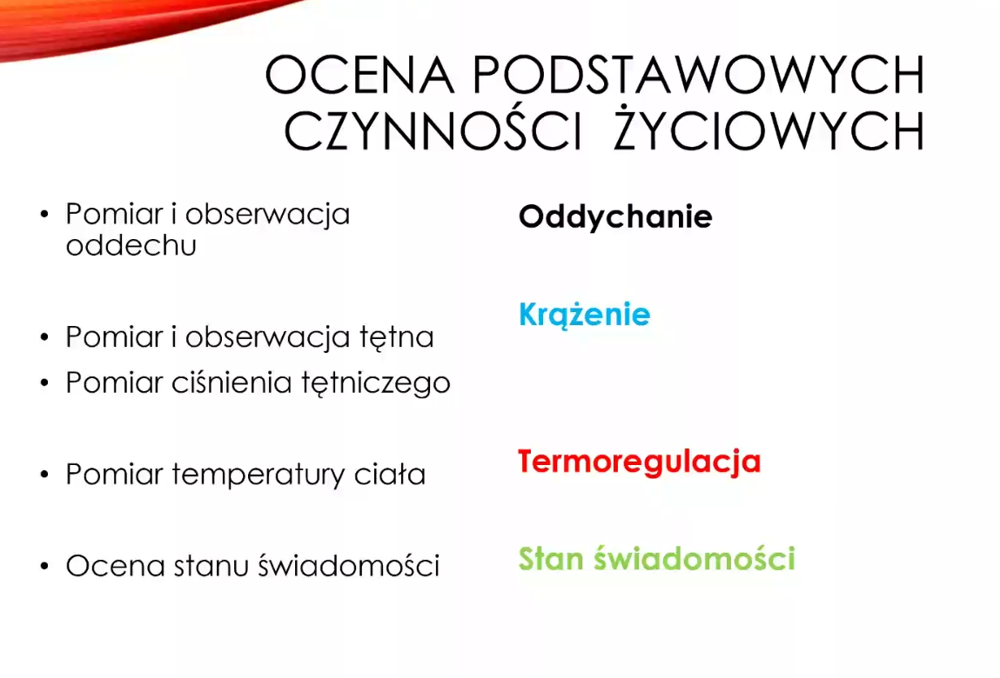 OCENA PODSTAWOWYCH
CZYNNOŚCI ŻYCIOWYCH
• Pomiar i obserwacja
oddechu
• Pomiar i obserwacja tętna
• Pomiar ciśnienia tętniczego
• Pomiar temperatury ciała
• Ocena stanu świadomości
Oddychanie
Krążenie
Termoregulacja
Stan świadomości